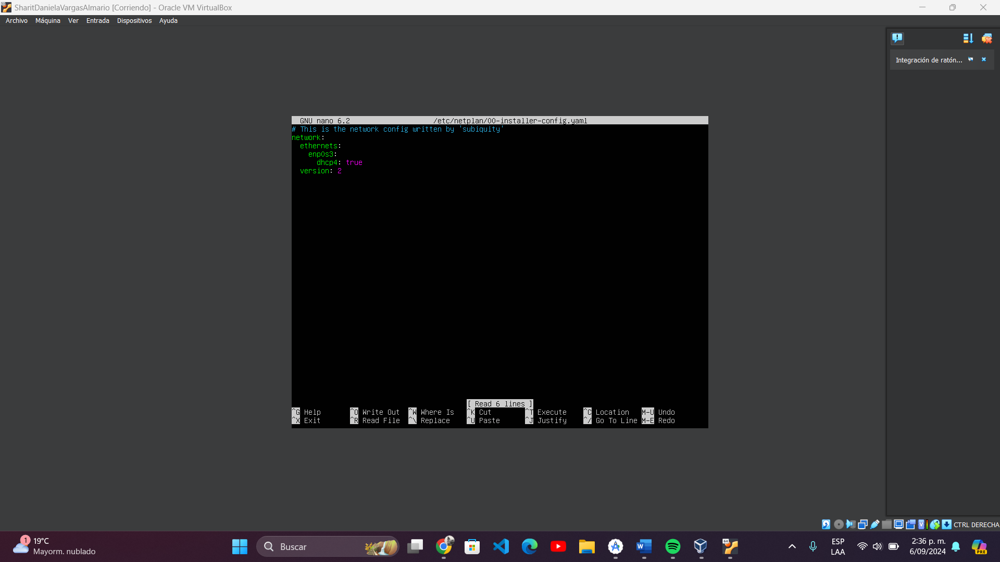 SharitDanielaVargasAlmario [Corriendo] - Oracle VM VirtualBox
Archivo Máquina Ver Entrada Dispositivos Ayuda
Integración de ratón...
GNU nano 6.2 /etc/netplan/00-installer-config.yaml
# This is the network config written by 'subiquity'
network:
  ethernets:
    enp0s3:
      dhcp4: true
  version: 2
[ Read 6 lines ]
^G Help ^O Write Out ^W Where Is ^K Cut ^T Execute ^C Location M-U Undo
^X Exit ^R Read File ^\ Replace ^U Paste ^J Justify ^/ Go To Line M-E Redo
CTRL DERECHA
1 19°C
Mayorm. nublado
Buscar
64
ESP
LAA
2:36 p. m.
6/09/2024
PRE